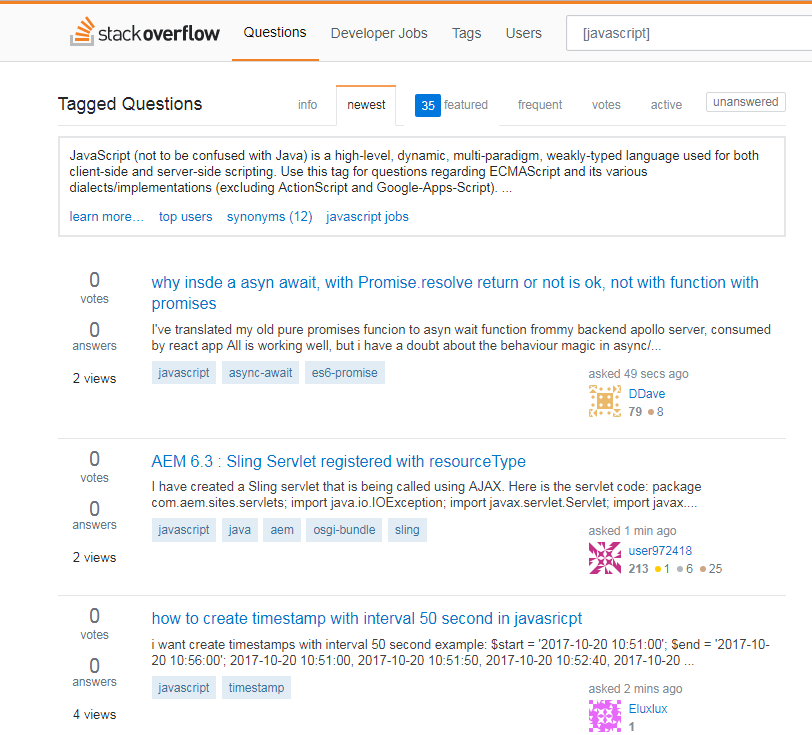 stackoverflow Questions Developer Jobs Tags Users [javascript]
Tagged Questions info newest 35 featured frequent votes active unanswered
JavaScript (not to be confused with Java) is a high-level, dynamic, multi-paradigm, weakly-typed language used for both
client-side and server-side scripting. Use this tag for questions regarding ECMAScript and its various
dialects/implementations (excluding ActionScript and Google-Apps-Script). ...
learn more… top users synonyms (12) javascript jobs
0
votes
0
answers
2 views
why insde a asyn await, with Promise.resolve return or not is ok, not with function with
promises
I've translated my old pure promises funcion to asyn wait function frommy backend apollo server, consumed
by react app All is working well, but i have a doubt about the behaviour magic in async/...
javascript async-await es6-promise
asked 49 secs ago
DDave
79 8
0
votes
0
answers
2 views
AEM 6.3 : Sling Servlet registered with resourceType
I have created a Sling servlet that is being called using AJAX. Here is the servlet code: package
com.aem.sites.servlets; import java.io.IOException; import javax.servlet.Servlet; import javax....
javascript java aem osgi-bundle sling
asked 1 min ago
user972418
213 1 6 25
0
votes
0
answers
4 views
how to create timestamp with interval 50 second in javasricpt
i want create timestamps with interval 50 second example: $start = '2017-10-20 10:51:00'; $end = '2017-10-
20 10:56:00'; 2017-10-20 10:51:00, 2017-10-20 10:51:50, 2017-10-20 10:52:40, 2017-10-20 ...
javascript timestamp
asked 2 mins ago
Eluxlux
1